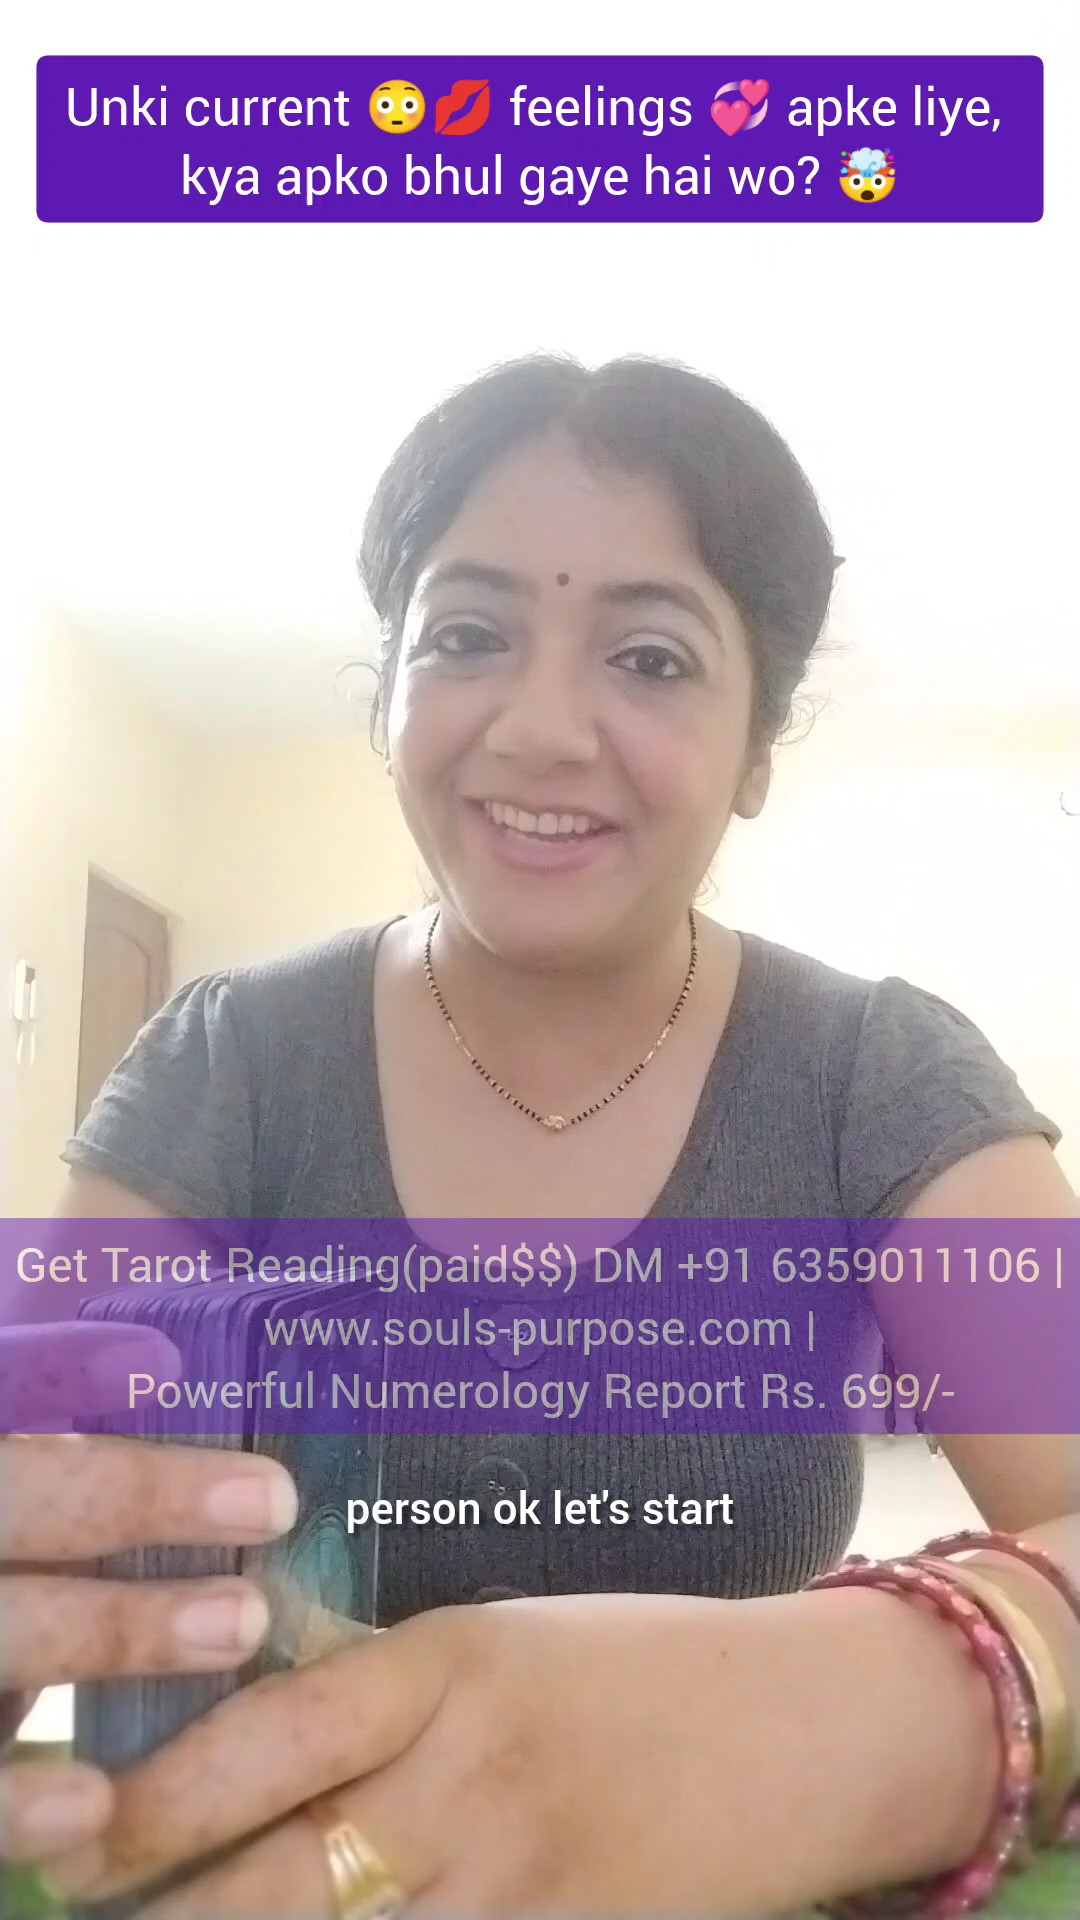 Unki current 😳💋 feelings 💞 apke liye,
kya apko bhul gaye hai wo? 🤯
Get Tarot Reading(paid$$) DM +91 6359011106 |
www.souls-purpose.com |
Powerful Numerology Report Rs. 699/-
person ok let's start